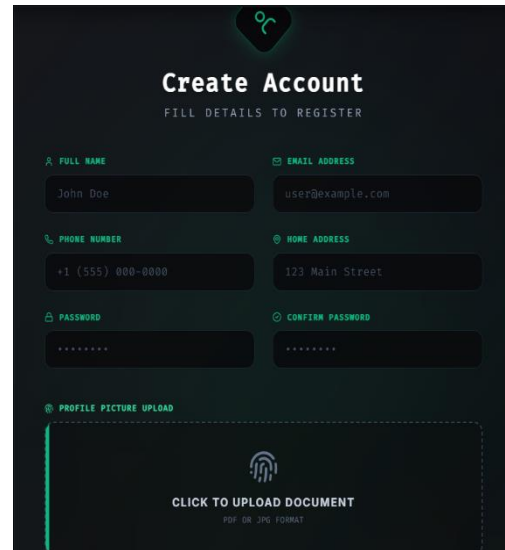 Create Account
FILL DETAILS TO REGISTER
FULL NAME
EMAIL ADDRESS
John Doe
user@example.com
PHONE NUMBER
HOME ADDRESS
+1 (555) 000-0000
123 Main Street
PASSWORD
CONFIRM PASSWORD
••••••••
••••••••
PROFILE PICTURE UPLOAD
CLICK TO UPLOAD DOCUMENT
PDF OR JPG FORMAT